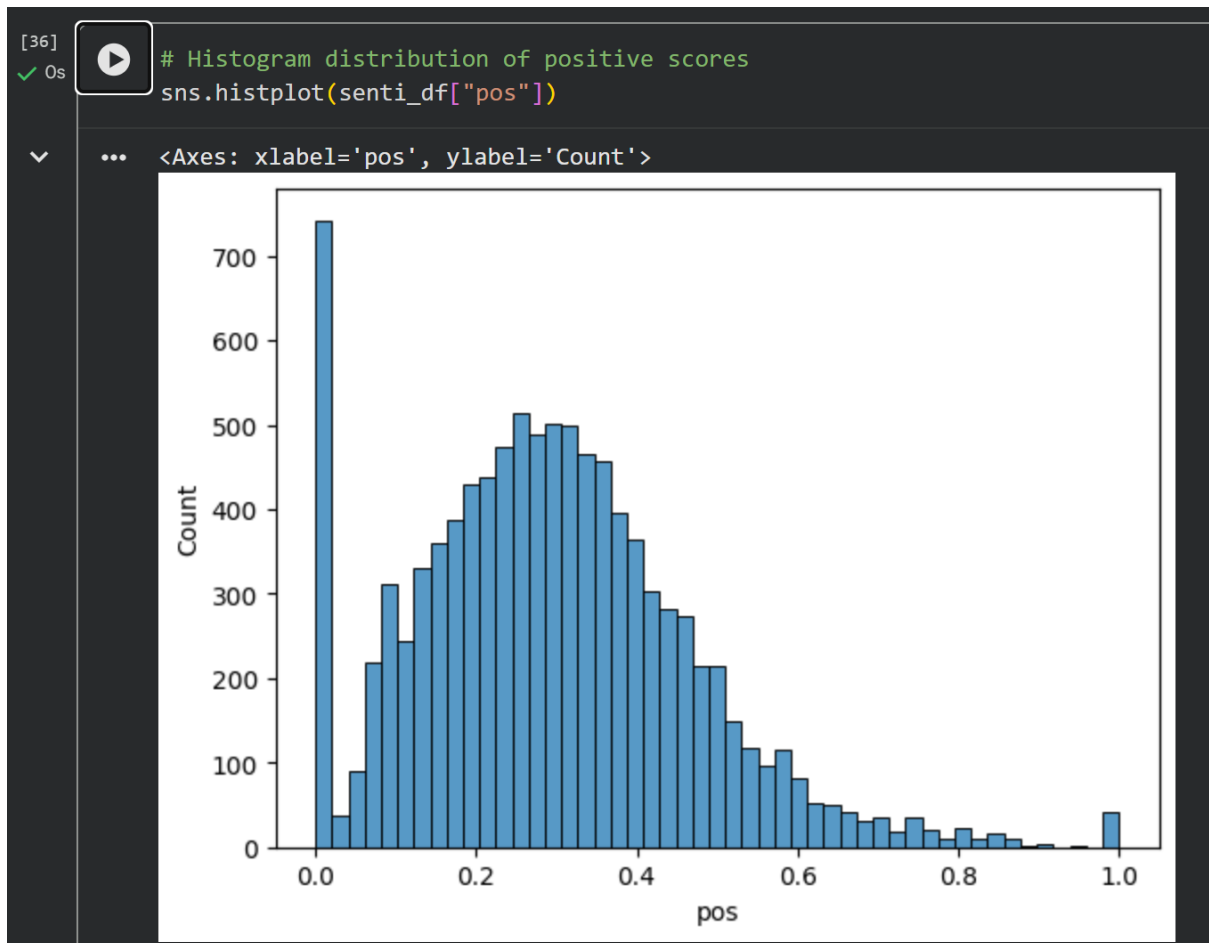 [36]
0s
# Histogram distribution of positive scores
sns.histplot(senti_df["pos"])
<Axes: xlabel='pos', ylabel='Count'>
700
600
500
400
300
200
100
0
Count
0.0 0.2 0.4 0.6 0.8 1.0
pos